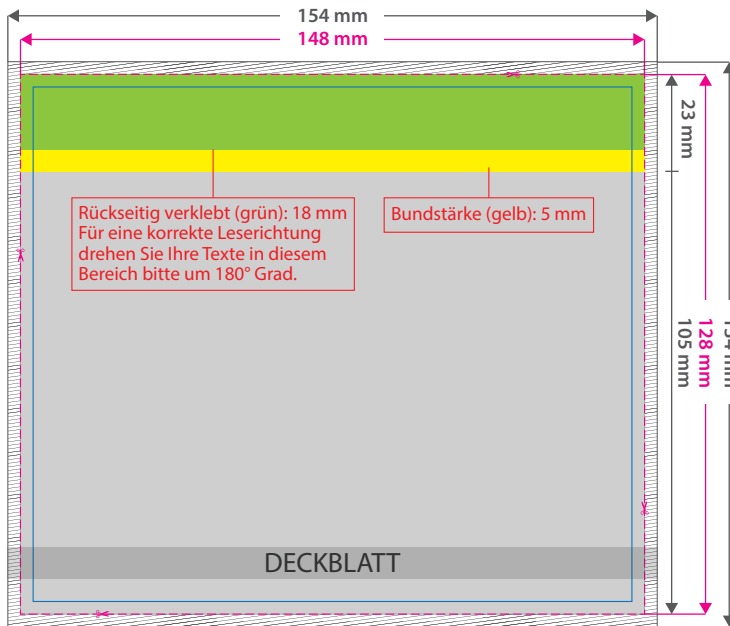 154 mm
148 mm
23 mm
Rückseitig verklebt (grün): 18 mm
Für eine korrekte Leserichtung
drehen Sie Ihre Texte in diesem
Bereich bitte um 180° Grad.
Bundstärke (gelb): 5 mm
105 mm
128 mm
DECKBLATT